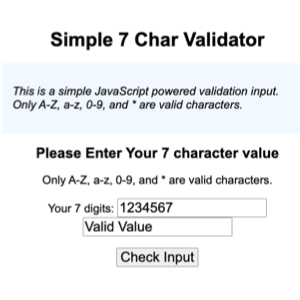 Simple 7 Char Validator
This is a simple JavaScript powered validation input.
Only A-Z, a-z, 0-9, and * are valid characters.
Please Enter Your 7 character value
Only A-Z, a-z, 0-9, and * are valid characters.
Your 7 digits: 1234567
Valid Value
Check Input